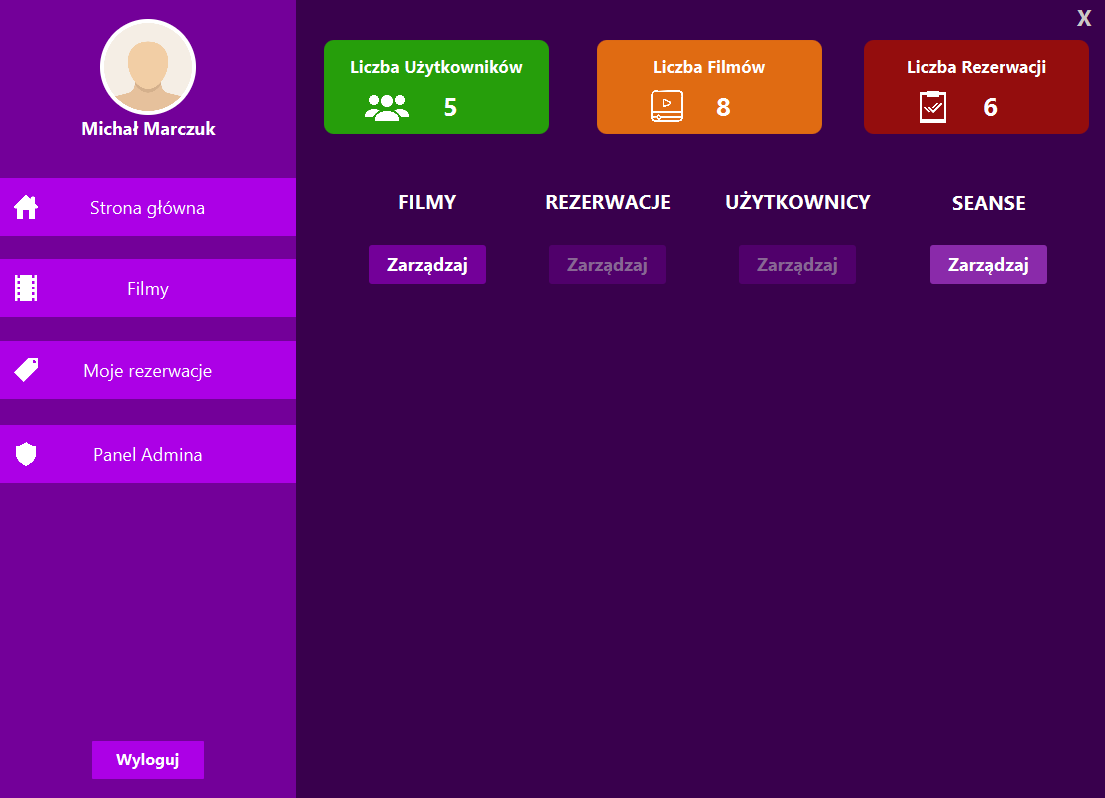 X
Michał Marczuk
Strona główna
Filmy
Moje rezerwacje
Panel Admina
Wyloguj
Liczba Użytkowników
5
Liczba Filmów
8
Liczba Rezerwacji
6
FILMY
REZERWACJE
UŻYTKOWNICY
SEANSE
Zarządzaj
Zarządzaj
Zarządzaj
Zarządzaj